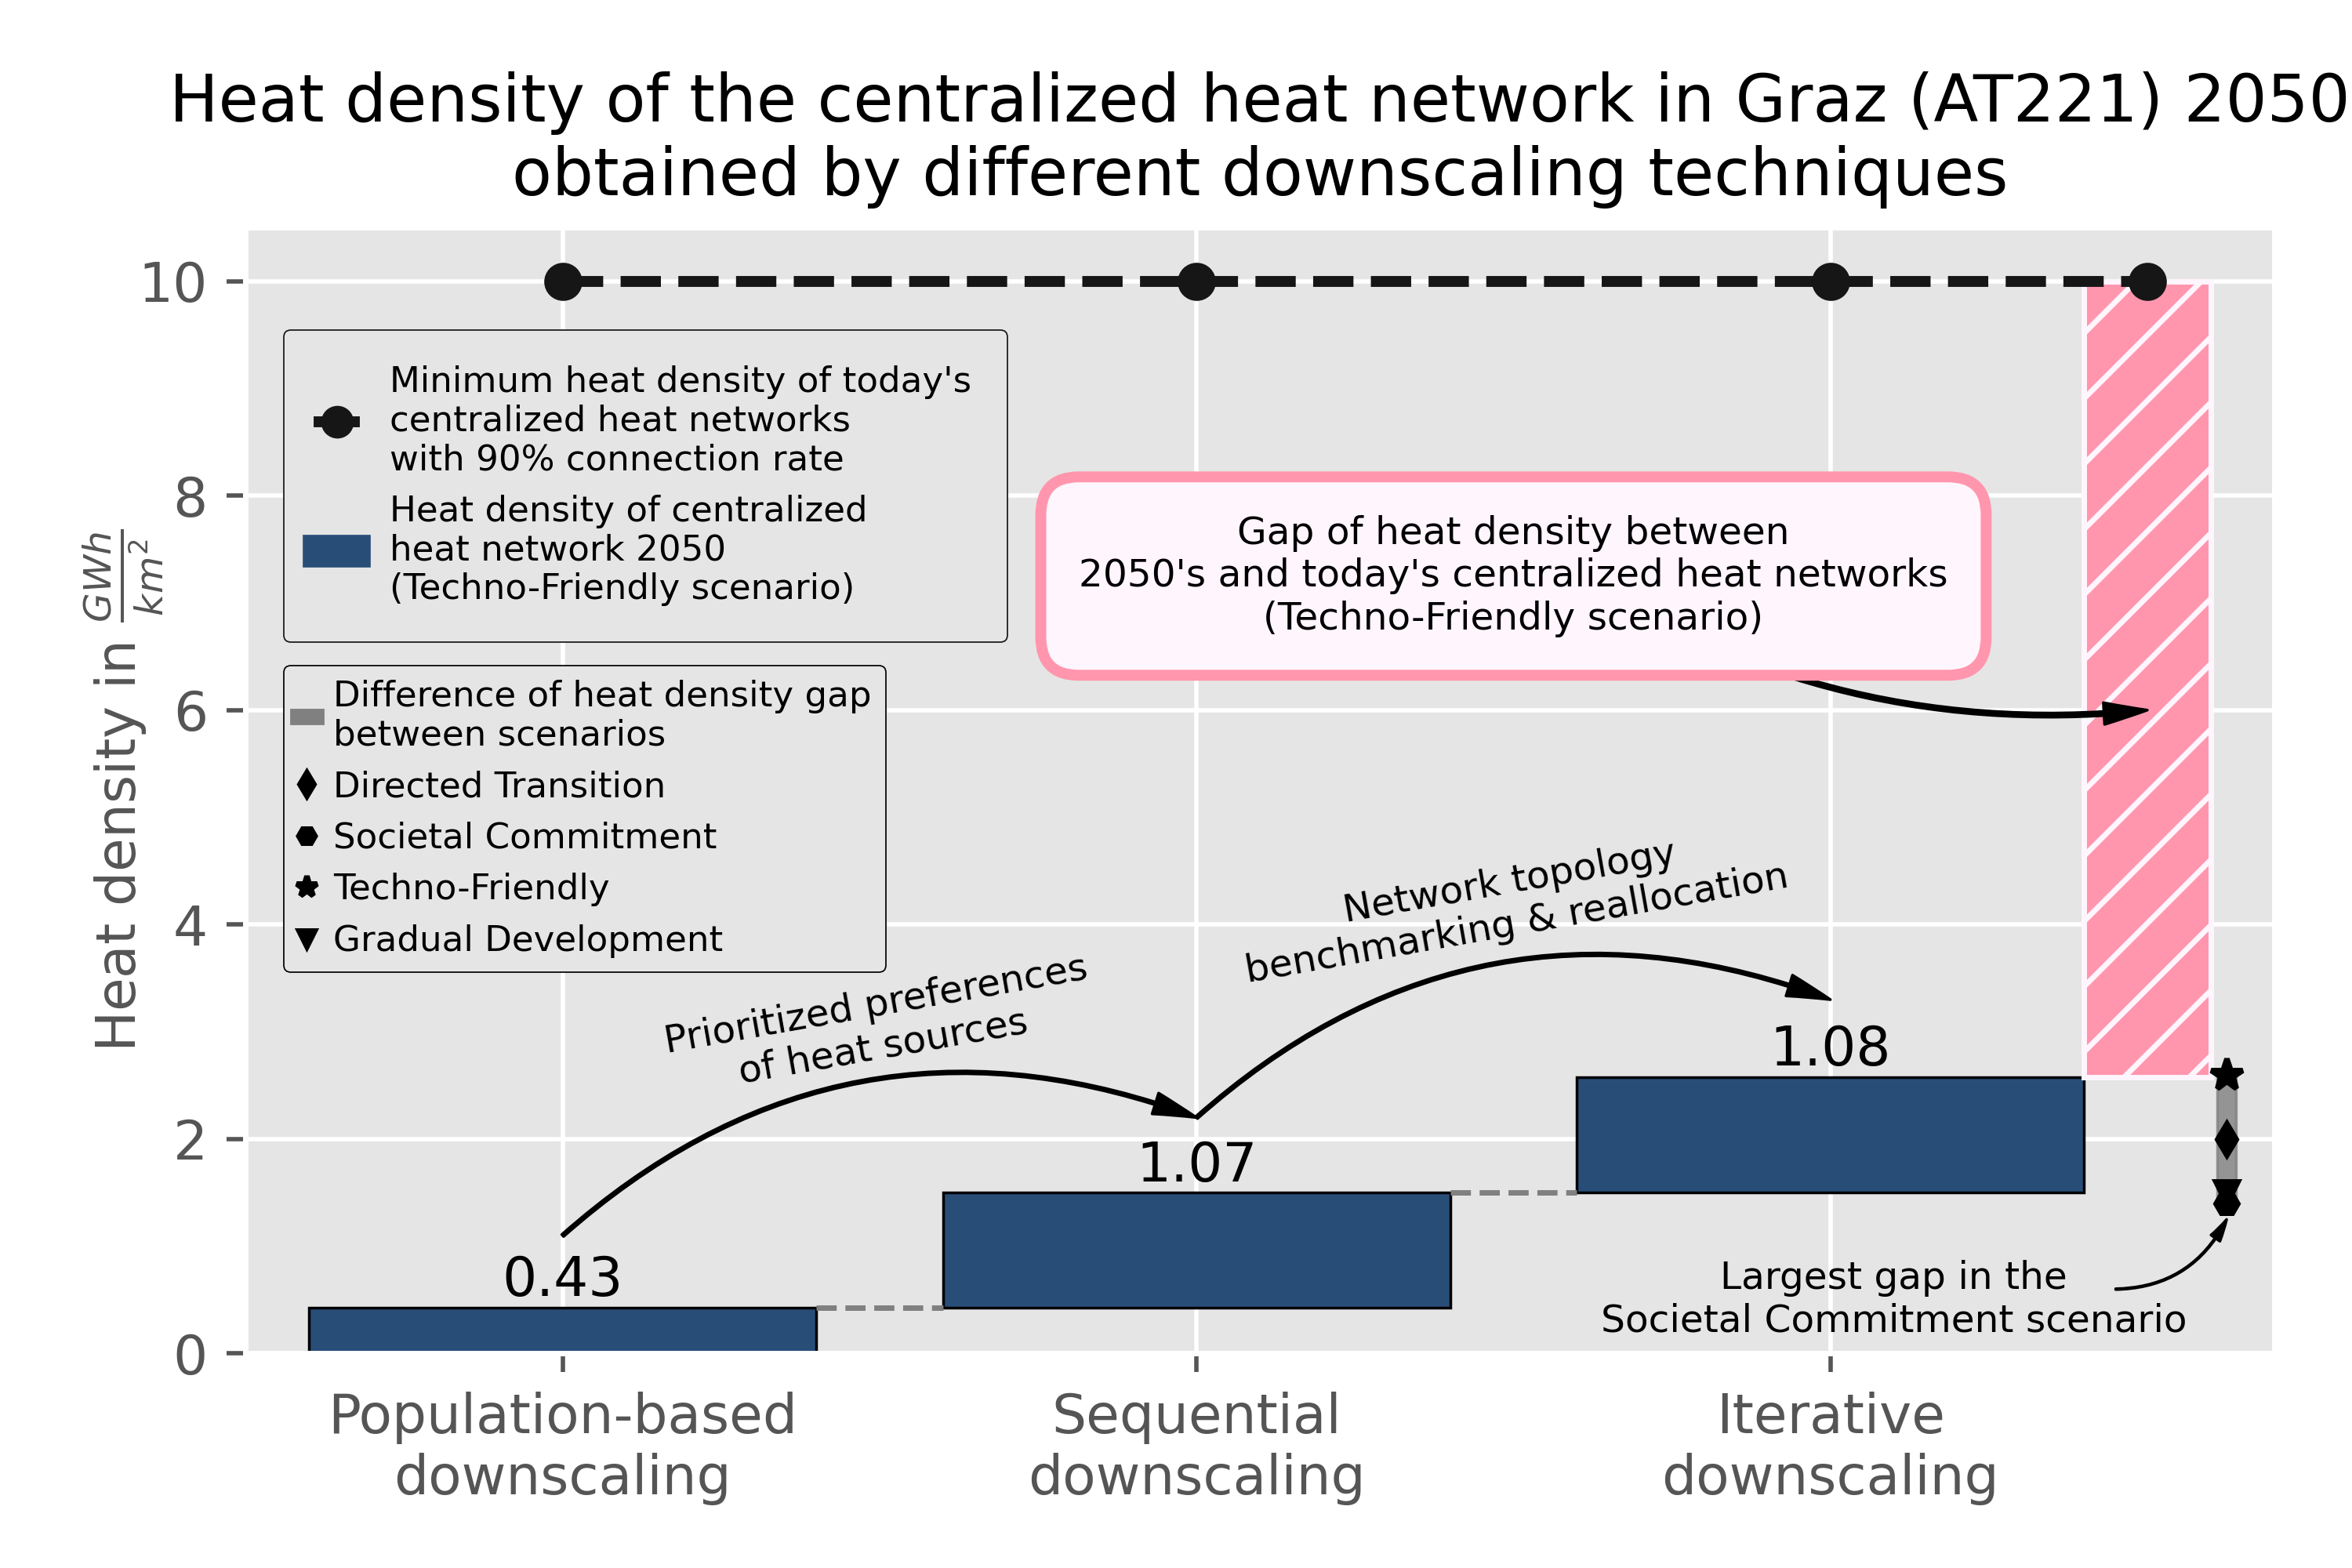 Heat density of the centralized heat network in Graz (AT221) 2050
obtained by different downscaling techniques
Heat density in GWh/km²
10
8
6
4
2
0
Minimum heat density of today's
centralized heat networks
with 90% connection rate
Heat density of centralized
heat network 2050
(Techno-Friendly scenario)
Difference of heat density gap
between scenarios
Directed Transition
Societal Commitment
Techno-Friendly
Gradual Development
Gap of heat density between
2050's and today's centralized heat networks
(Techno-Friendly scenario)
Prioritized preferences
of heat sources
Network topology
benchmarking & reallocation
0.43
1.07
1.08
Largest gap in the
Societal Commitment scenario
Population-based
downscaling
Sequential
downscaling
Iterative
downscaling